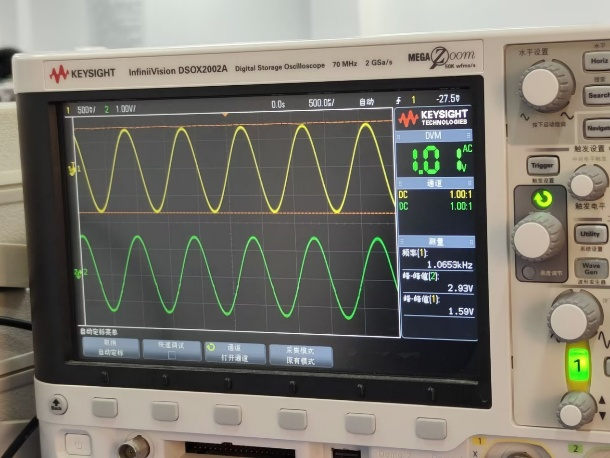 KEYSIGHT InfiniiVision DSOX2002A Digital Storage Oscilloscope 70 MHz 2 GSa/s MEGA Zoom 50K wfms/s
水平设置
Horiz
Search
Navigate
1 500m/ 2 1.00V/ 0.0s 500.0s/ 自动 1 -27.5
KEYSIGHT
TECHNOLOGIES
DVM
1.01 AC V
通道
DC 1.00:1
DC 1.00:1
测量
频率(1):
1.0653kHz
峰-峰值(2):
2.93V
峰-峰值(1):
1.59V
自动定标菜单
取消
自动定标
快速调试
通道
打开通道
采集模式
原有模式
触发设置
Trigger
触发电平
Utility
Wave
Gen
1
1
X
2